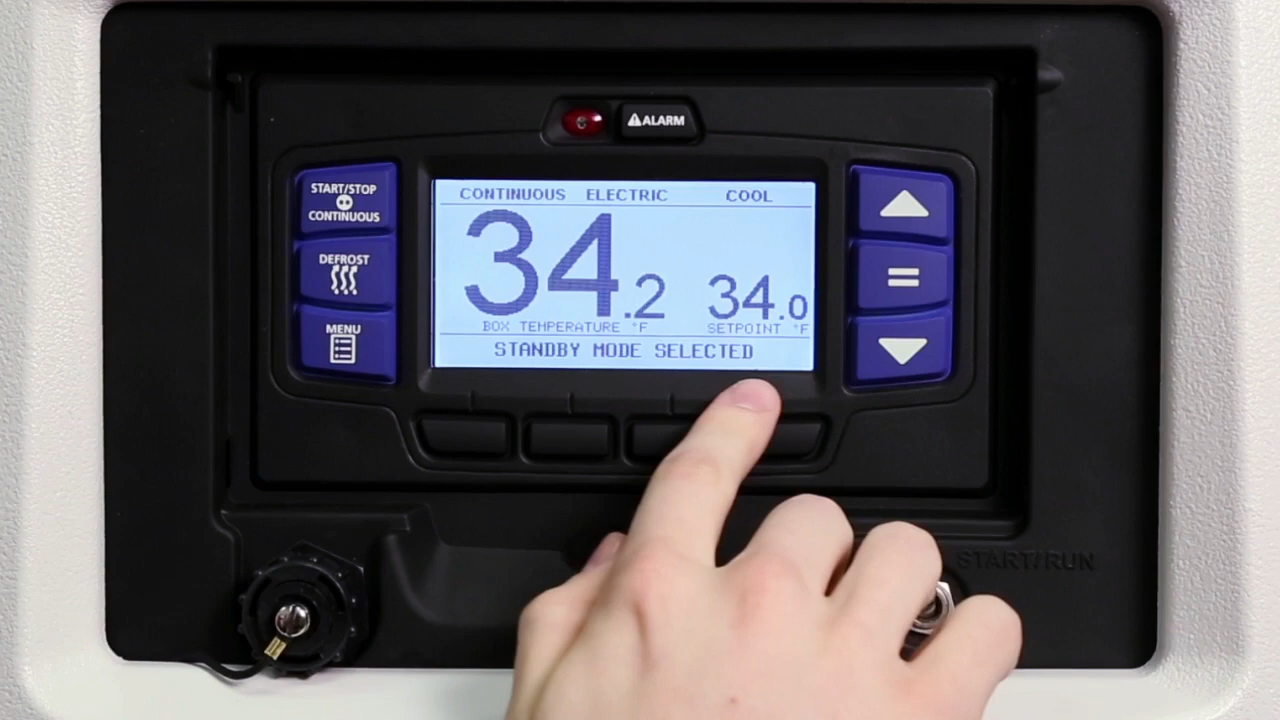 ALARM
START/STOP
CONTINUOUS
DEFROST
MENU
CONTINUOUS ELECTRIC COOL
34.2 34.0
BOX TEMPERATURE °F SETPOINT °F
STANDBY MODE SELECTED
START/RUN